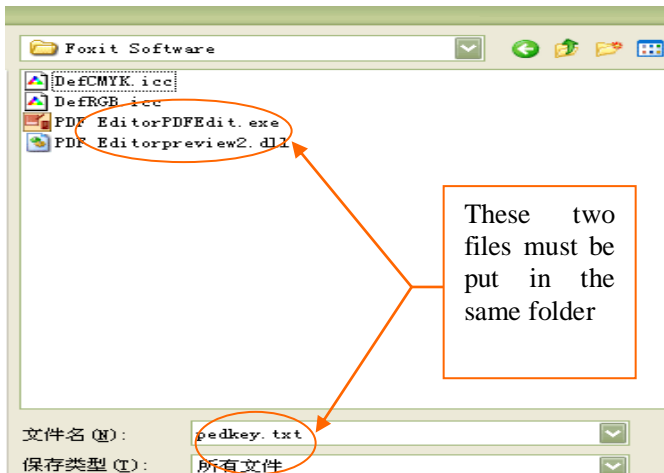 Foxit Software
DefCMYK.icc
DefRGB.icc
PDF EditorPDFEdit.exe
PDF Editorpreview2.dll
These two
files must be
put in the
same folder
文件名(N):
pedkey.txt
保存类型(T):
所有文件